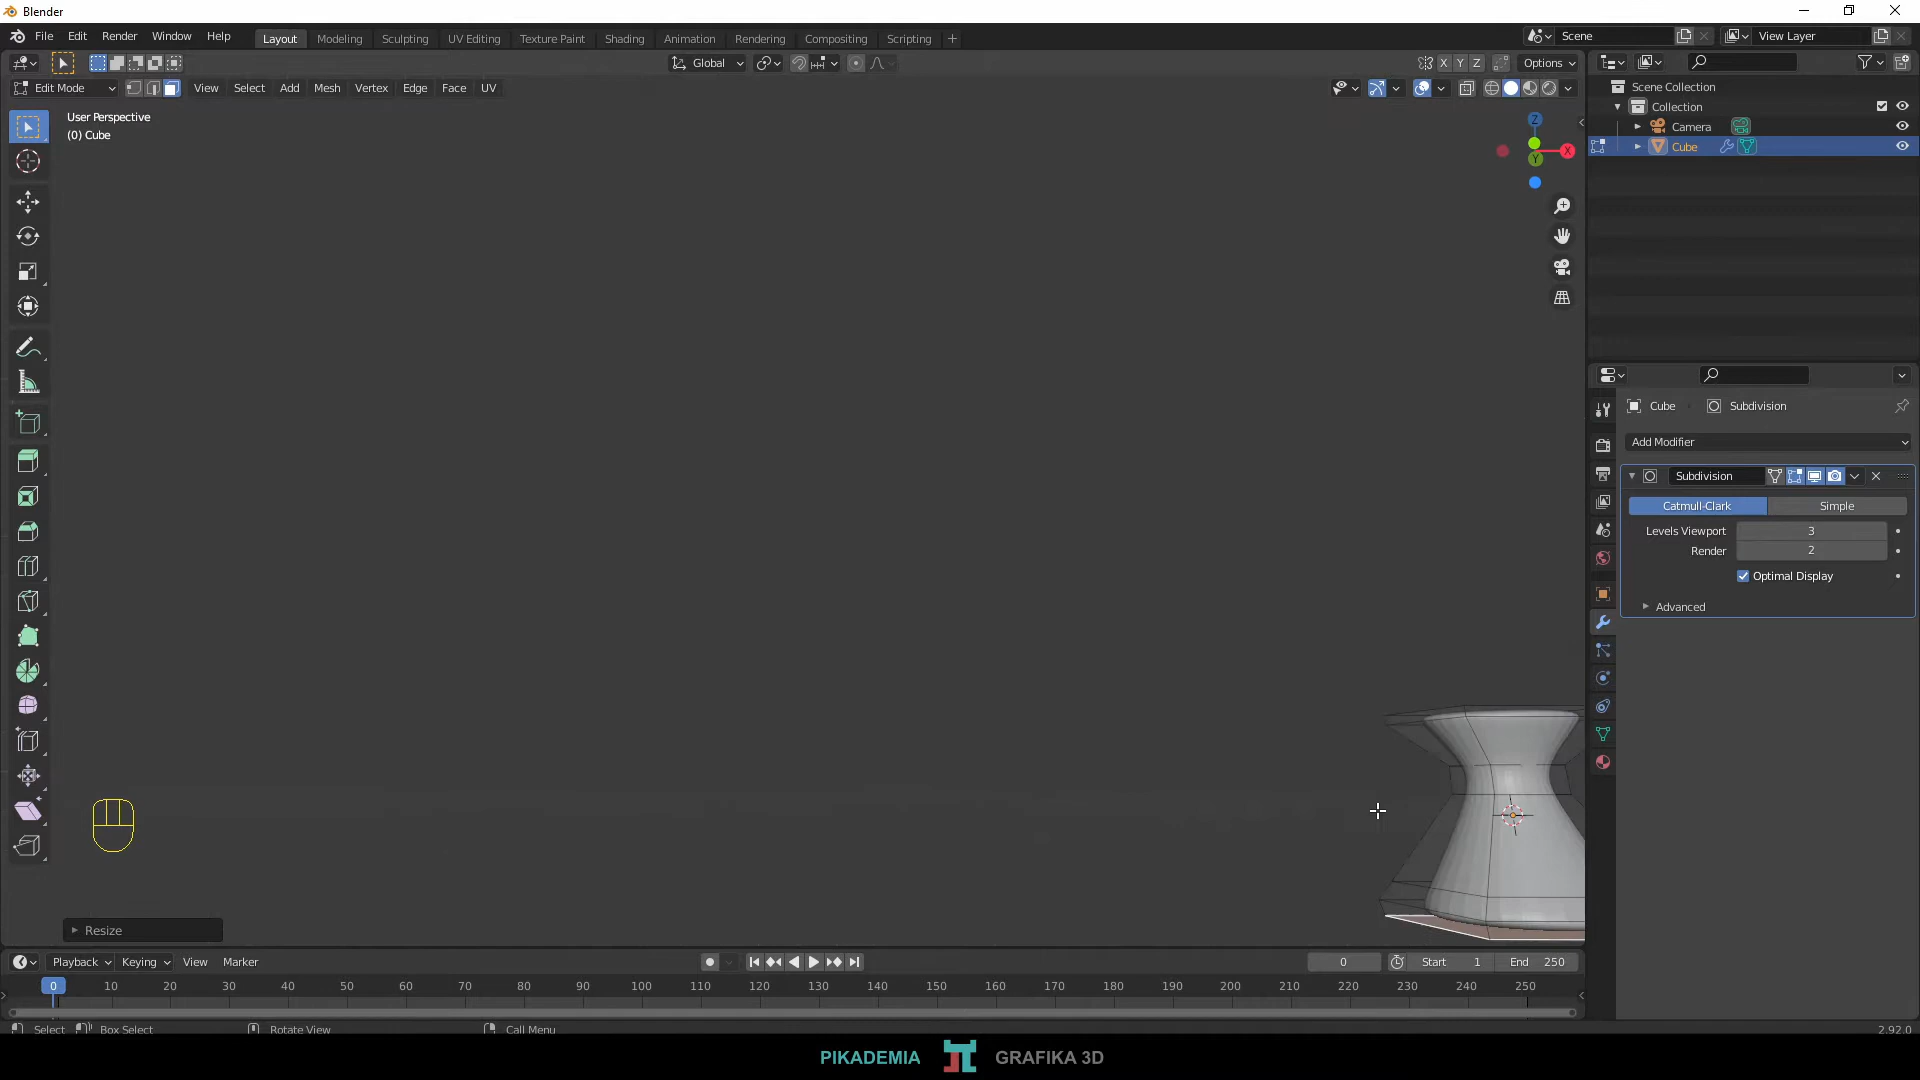 Blender
File Edit Render Window Help
Layout Modeling Sculpting UV Editing Texture Paint Shading Animation Rendering Compositing Scripting +
Scene
View Layer
Global
X Y Z
Options
Edit Mode View Select Add Mesh Vertex Edge Face UV
User Perspective
(0) Cube
Z
X
Y
Scene Collection
Collection
Camera
Cube
Cube Subdivision
Add Modifier
Subdivision
Catmull-Clark Simple
Levels Viewport 3
Render 2
Optimal Display
Advanced
Resize
Playback Keying View Marker
0
Start 1
End 250
0 10 20 30 40 50 60 70 80 90 100 110 120 130 140 150 160 170 180 190 200 210 220 230 240 250
Select Box Select Rotate View Call Menu
2.92.0
PIKADEMIA GRAFIKA 3D